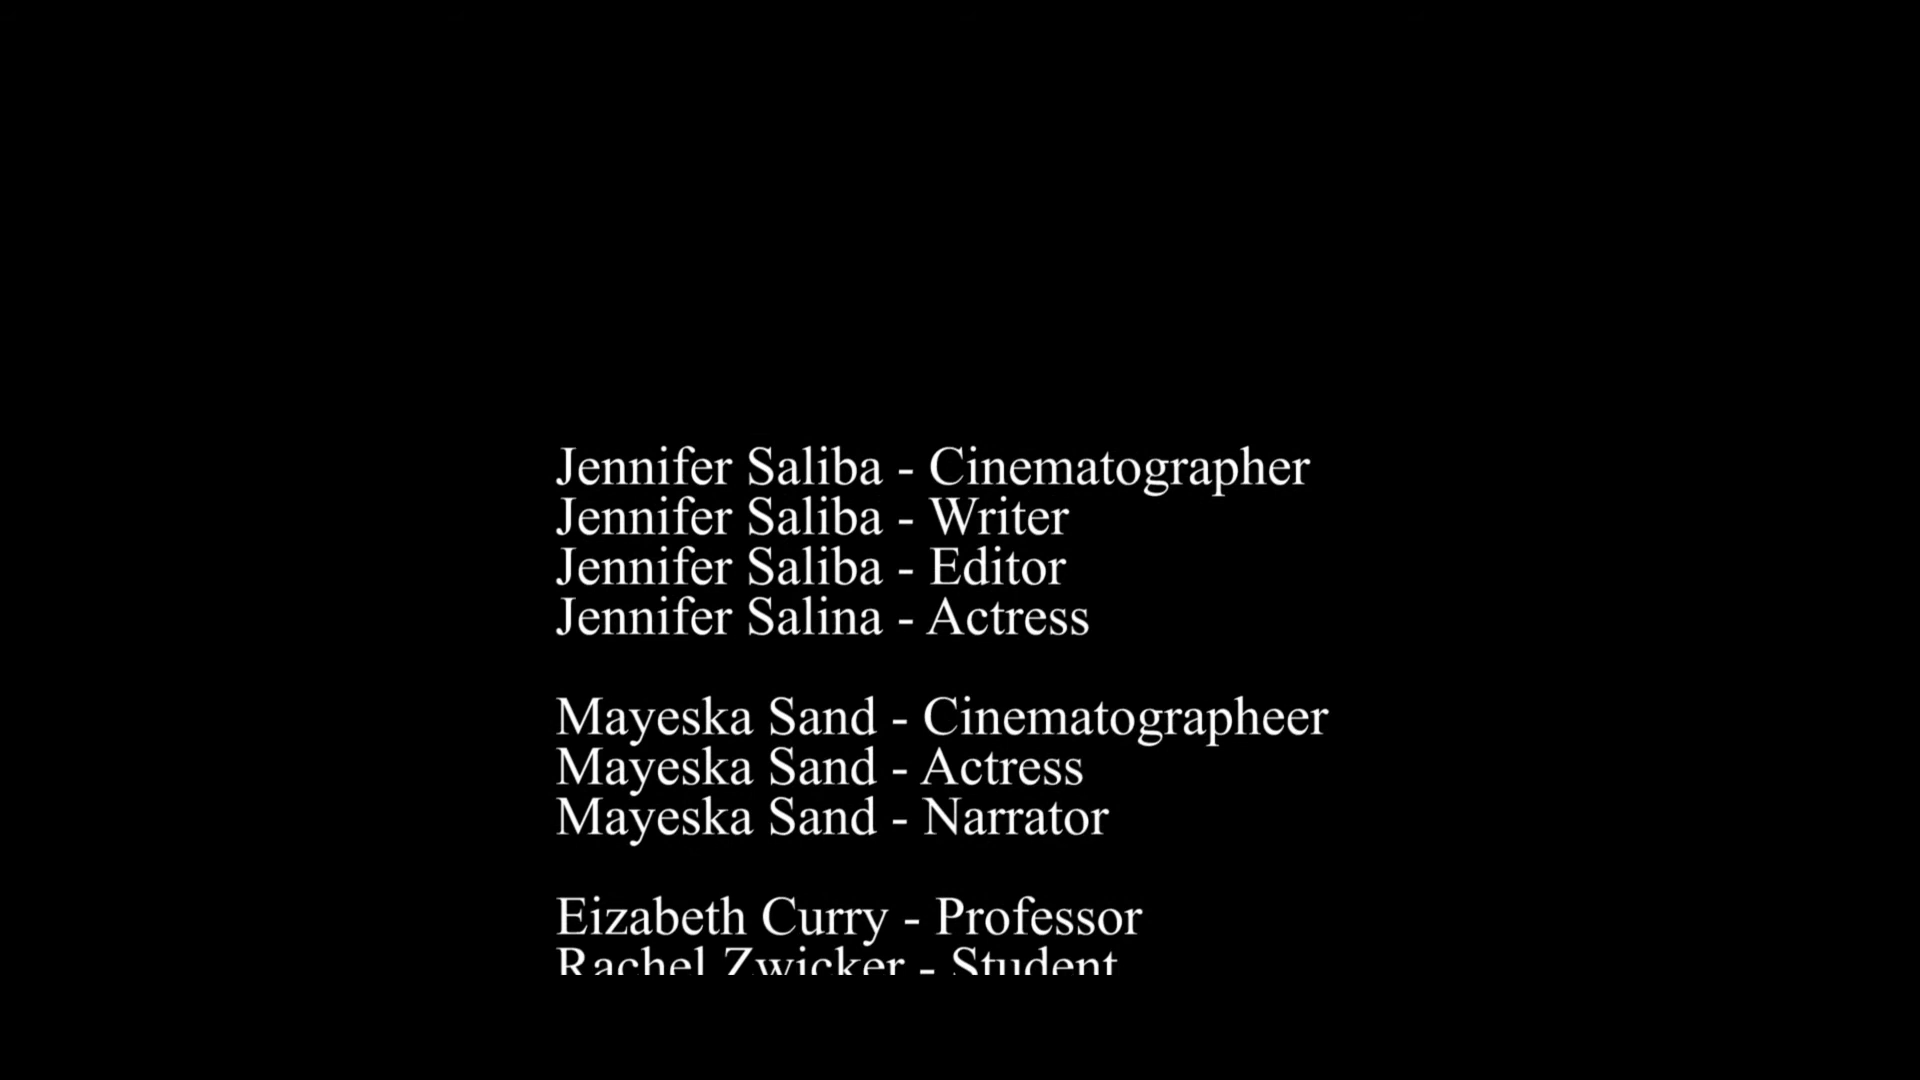 Jennifer Saliba - Cinematographer
Jennifer Saliba - Writer
Jennifer Saliba - Editor
Jennifer Salina - Actress
Mayeska Sand - Cinematographeer
Mayeska Sand - Actress
Mayeska Sand - Narrator
Eizabeth Curry - Professor
Rachel Zwicker - Student